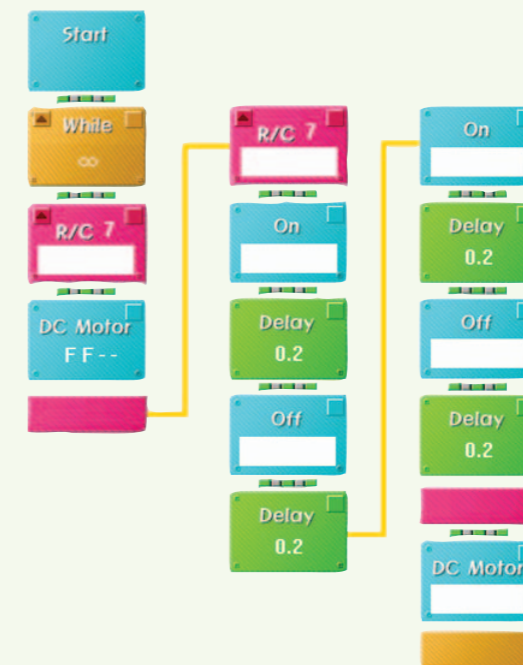 Start
While
∞
R/C 7
DC Motor
FF--
R/C 7
On
Delay
0.2
Off
Delay
0.2
On
Delay
0.2
Off
Delay
0.2
DC Motor